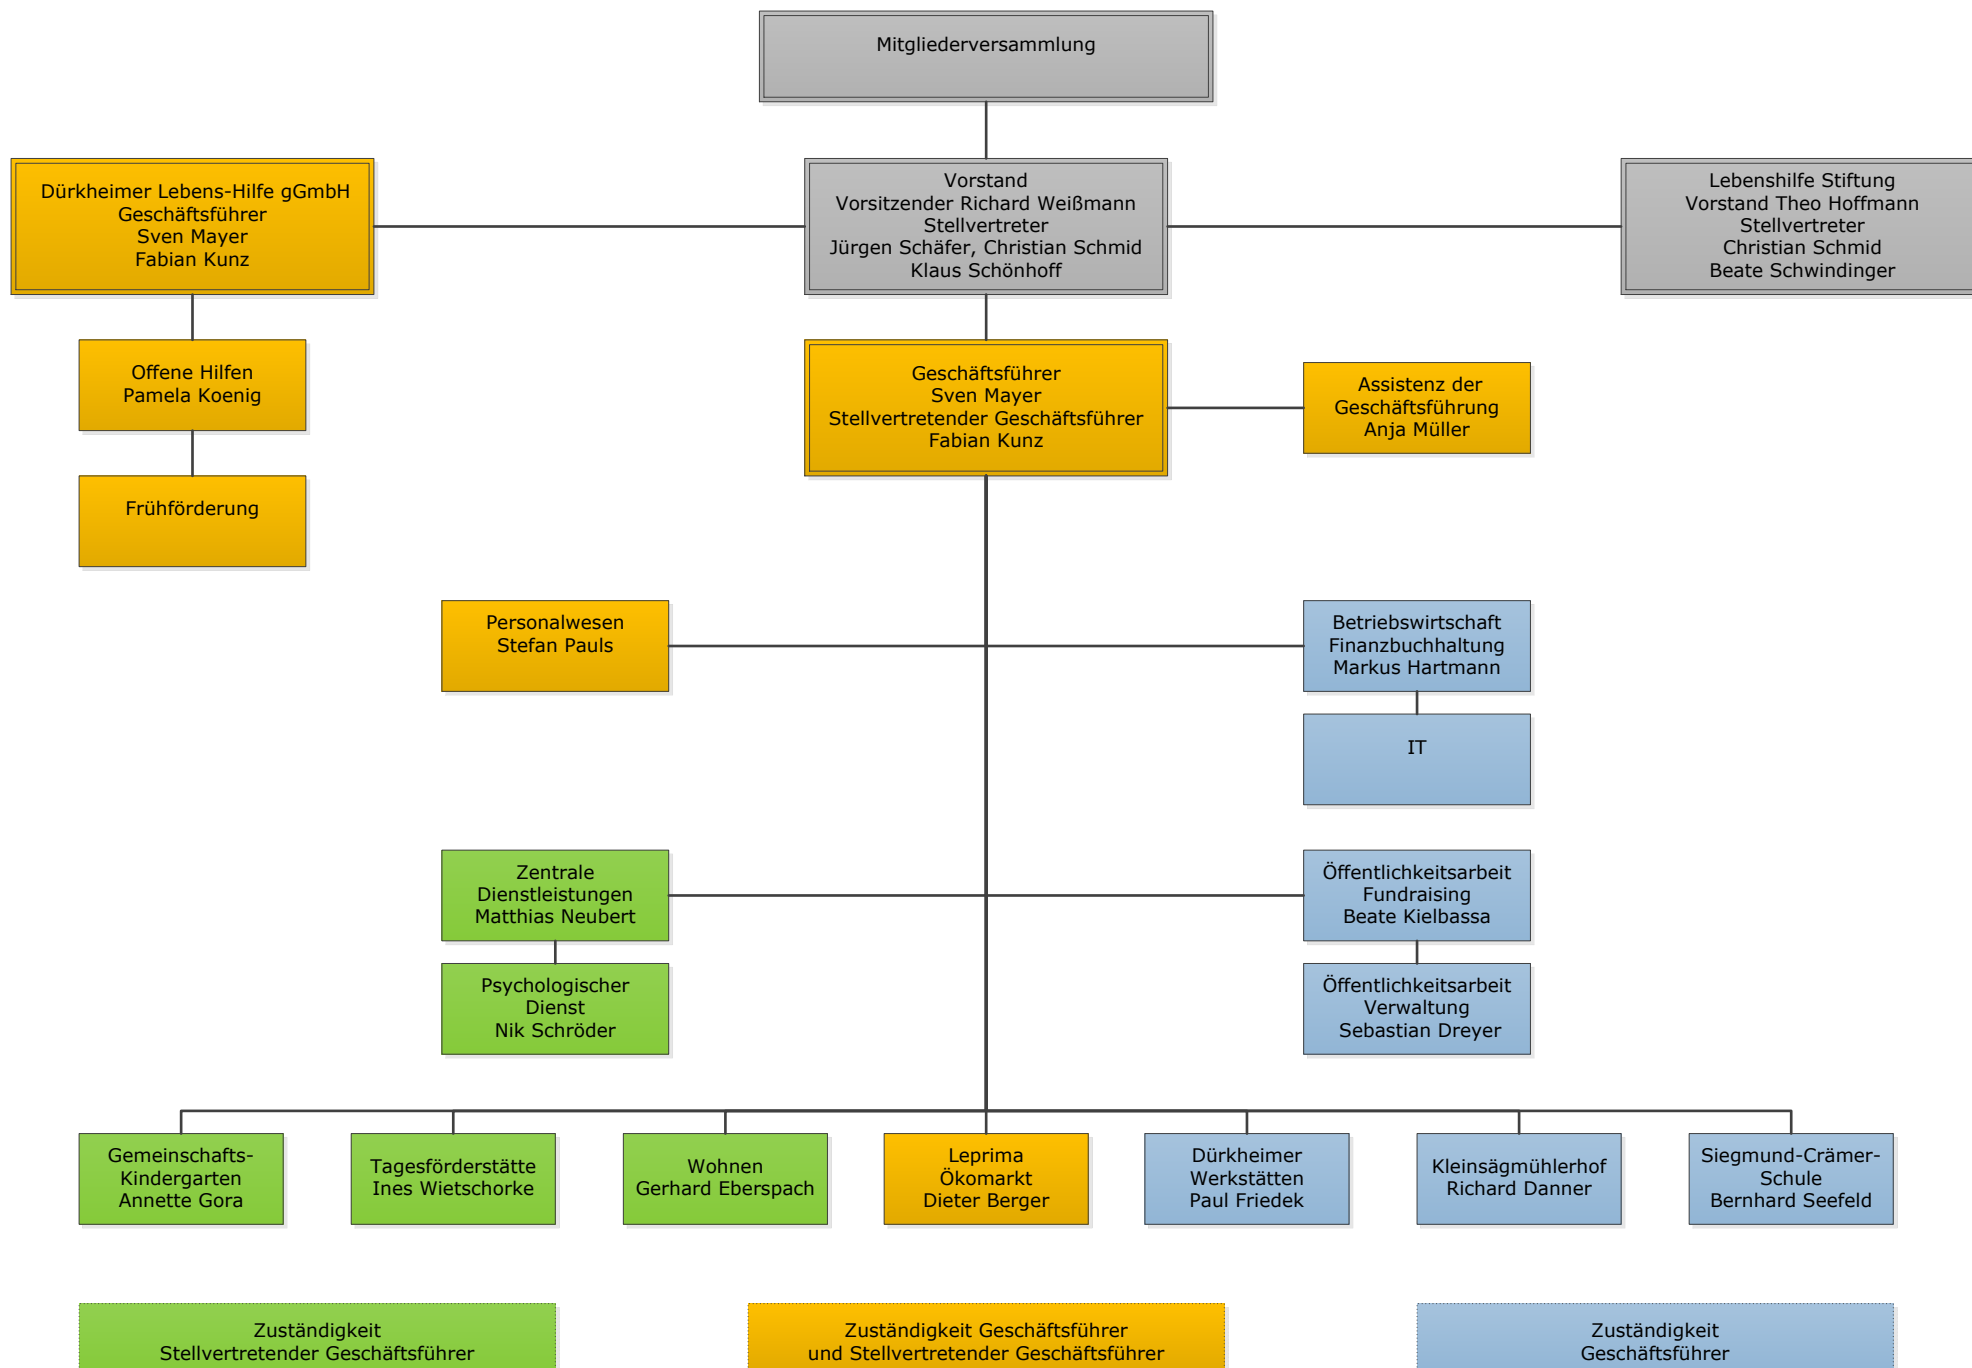 Mitgliederversammlung
Dürkheimer Lebens-Hilfe gGmbH
Geschäftsführer
Sven Mayer
Fabian Kunz
Vorstand
Vorsitzender Richard Weißmann
Stellvertreter
Jürgen Schäfer, Christian Schmid
Klaus Schönhoff
Lebenshilfe Stiftung
Vorstand Theo Hoffmann
Stellvertreter
Christian Schmid
Beate Schwindinger
Offene Hilfen
Pamela Koenig
Geschäftsführer
Sven Mayer
Stellvertretender Geschäftsführer
Fabian Kunz
Assistenz der
Geschäftsführung
Anja Müller
Frühförderung
Personalwesen
Stefan Pauls
Betriebswirtschaft
Finanzbuchhaltung
Markus Hartmann
IT
Zentrale
Dienstleistungen
Matthias Neubert
Öffentlichkeitsarbeit
Fundraising
Beate Kielbassa
Psychologischer
Dienst
Nik Schröder
Öffentlichkeitsarbeit
Verwaltung
Sebastian Dreyer
Gemeinschafts-
Kindergarten
Annette Gora
Tagesförderstätte
Ines Wietschorke
Wohnen
Gerhard Eberspach
Leprima
Ökomarkt
Dieter Berger
Dürkheimer
Werkstätten
Paul Friedek
Kleinsägmühlerhof
Richard Danner
Siegmund-Crämer-
Schule
Bernhard Seefeld
Zuständigkeit
Stellvertretender Geschäftsführer
Zuständigkeit Geschäftsführer
und Stellvertretender Geschäftsführer
Zuständigkeit
Geschäftsführer